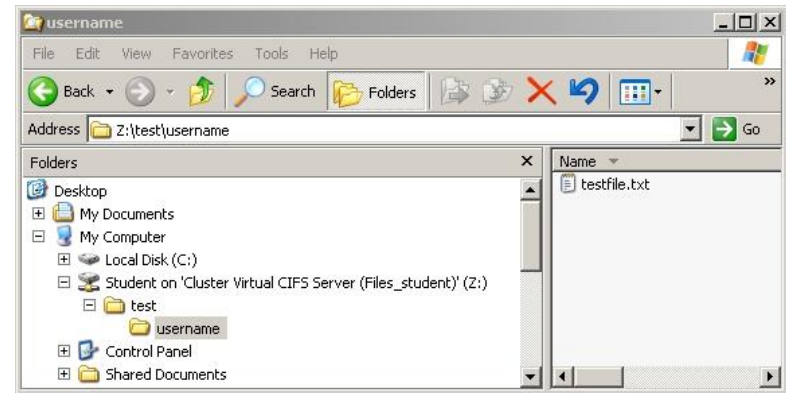 username
File Edit View Favorites Tools Help
Back Search Folders »
Address Z:\test\username Go
Folders x Name
Desktop testfile.txt
My Documents
My Computer
Local Disk (C:)
Student on 'Cluster Virtual CIFS Server (Files_student)' (Z:)
test
username
Control Panel
Shared Documents